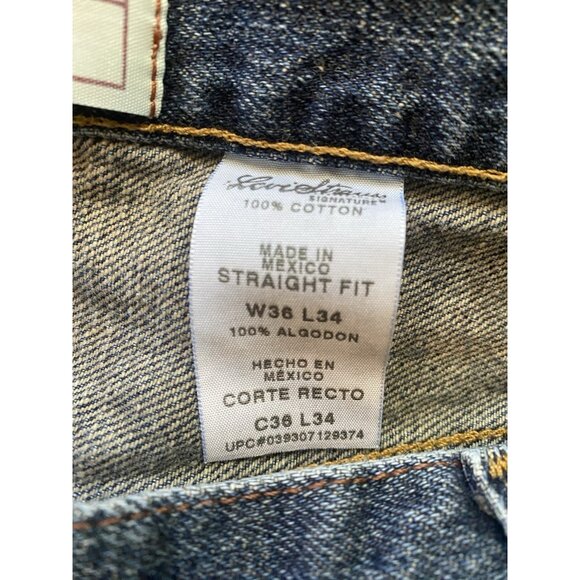 Levi Strauss
SIGNATURE™
100% COTTON
MADE IN
MEXICO
STRAIGHT FIT
W36 L34
100% ALGODON
HECHO EN
MÉXICO
CORTE RECTO
C36 L34
UPC#039307129374